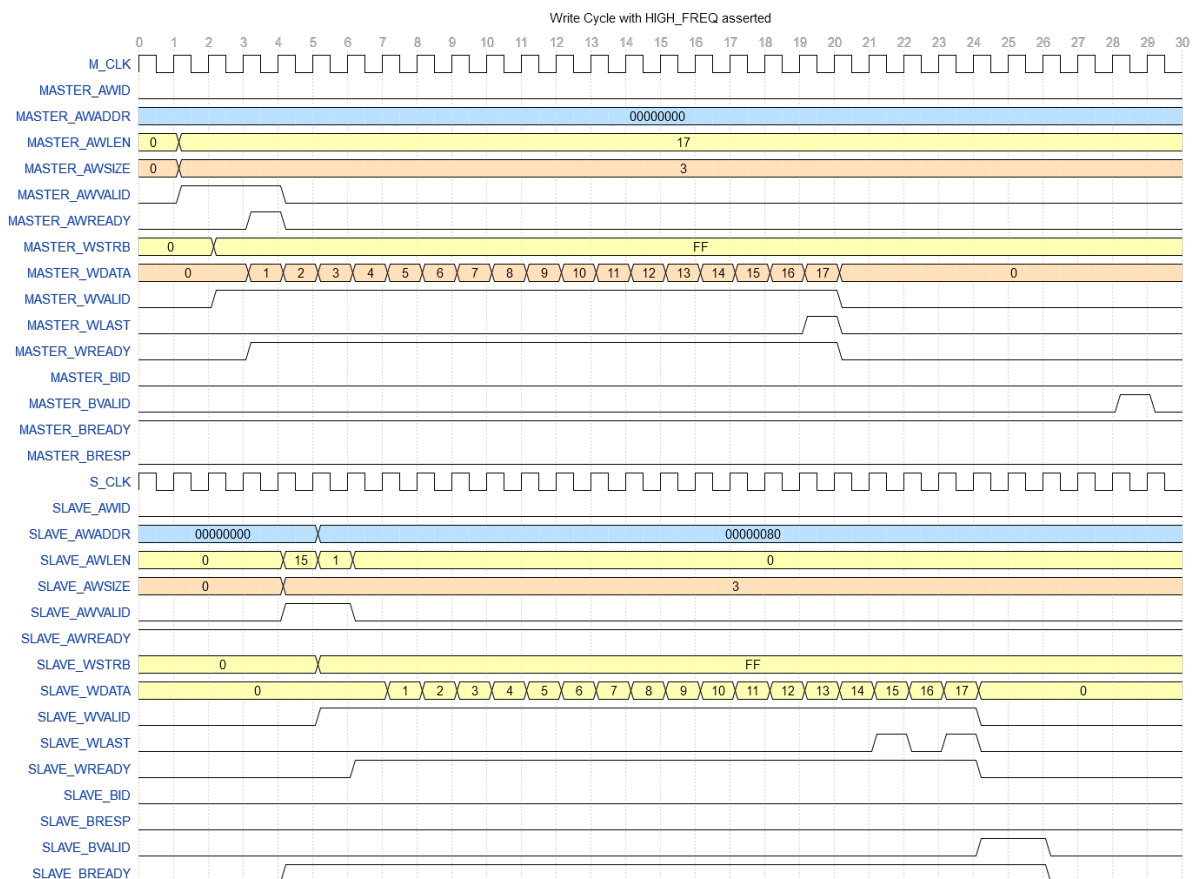 Write Cycle with HIGH_FREQ asserted
0 1 2 3 4 5 6 7 8 9 10 11 12 13 14 15 16 17 18 19 20 21 22 23 24 25 26 27 28 29 30
M_CLK
MASTER_AWID
MASTER_AWADDR 00000000
MASTER_AWLEN 0 17
MASTER_AWSIZE 0 3
MASTER_AWVALID
MASTER_AWREADY
MASTER_WSTRB 0 FF
MASTER_WDATA 0 1 2 3 4 5 6 7 8 9 10 11 12 13 14 15 16 17 0
MASTER_WVALID
MASTER_WLAST
MASTER_WREADY
MASTER_BID
MASTER_BVALID
MASTER_BREADY
MASTER_BRESP
S_CLK
SLAVE_AWID
SLAVE_AWADDR 00000000 00000080
SLAVE_AWLEN 0 15 1 0
SLAVE_AWSIZE 0 3
SLAVE_AWVALID
SLAVE_AWREADY
SLAVE_WSTRB 0 FF
SLAVE_WDATA 0 1 2 3 4 5 6 7 8 9 10 11 12 13 14 15 16 17 0
SLAVE_WVALID
SLAVE_WLAST
SLAVE_WREADY
SLAVE_BID
SLAVE_BRESP
SLAVE_BVALID
SLAVE_BREADY